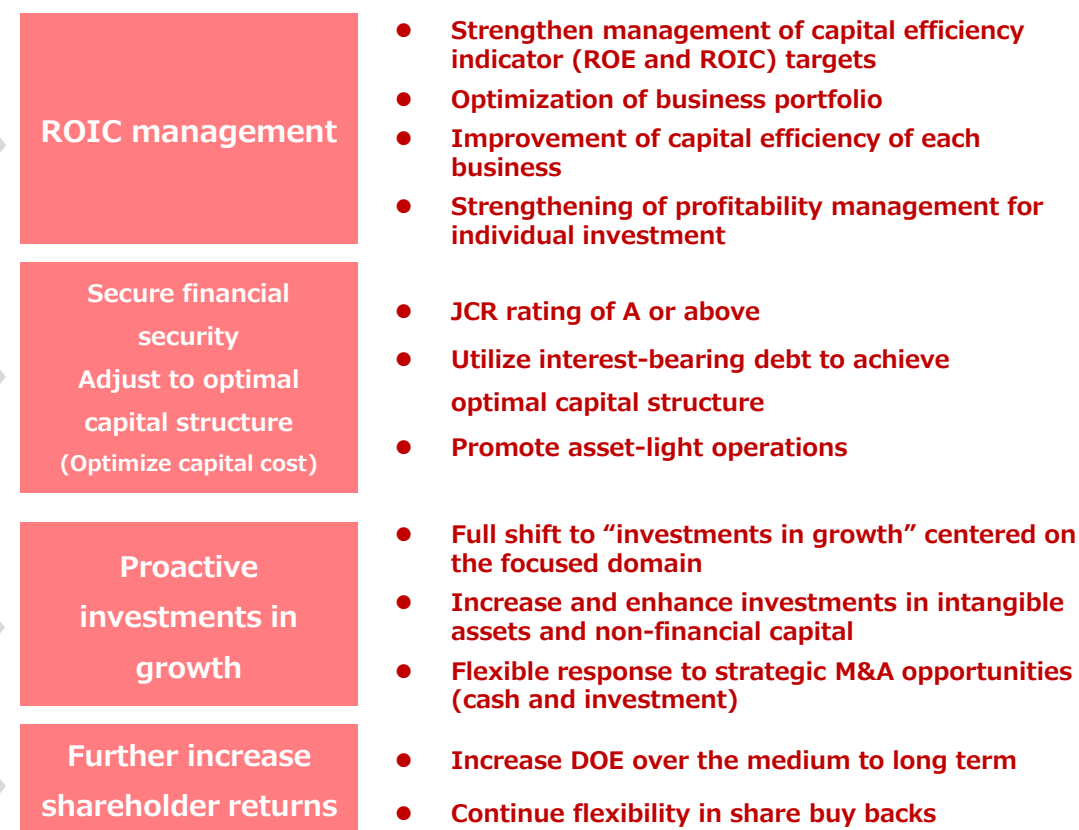 ROIC management
● Strengthen management of capital efficiency
indicator (ROE and ROIC) targets
● Optimization of business portfolio
● Improvement of capital efficiency of each
business
● Strengthening of profitability management for
individual investment
Secure financial
security
Adjust to optimal
capital structure
(Optimize capital cost)
● JCR rating of A or above
● Utilize interest-bearing debt to achieve
optimal capital structure
● Promote asset-light operations
Proactive
investments in
growth
● Full shift to “investments in growth” centered on
the focused domain
● Increase and enhance investments in intangible
assets and non-financial capital
● Flexible response to strategic M&A opportunities
(cash and investment)
Further increase
shareholder returns
● Increase DOE over the medium to long term
● Continue flexibility in share buy backs